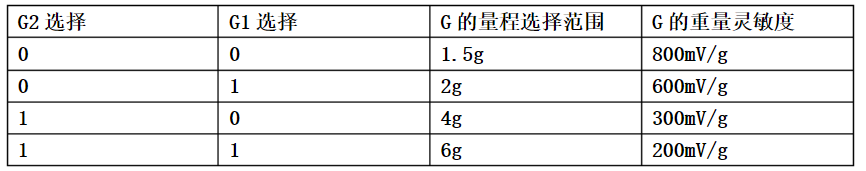 G2 选择 G1 选择 G 的量程选择范围 G 的重量灵敏度
0 0 1.5g 800mV/g
0 1 2g 600mV/g
1 0 4g 300mV/g
1 1 6g 200mV/g